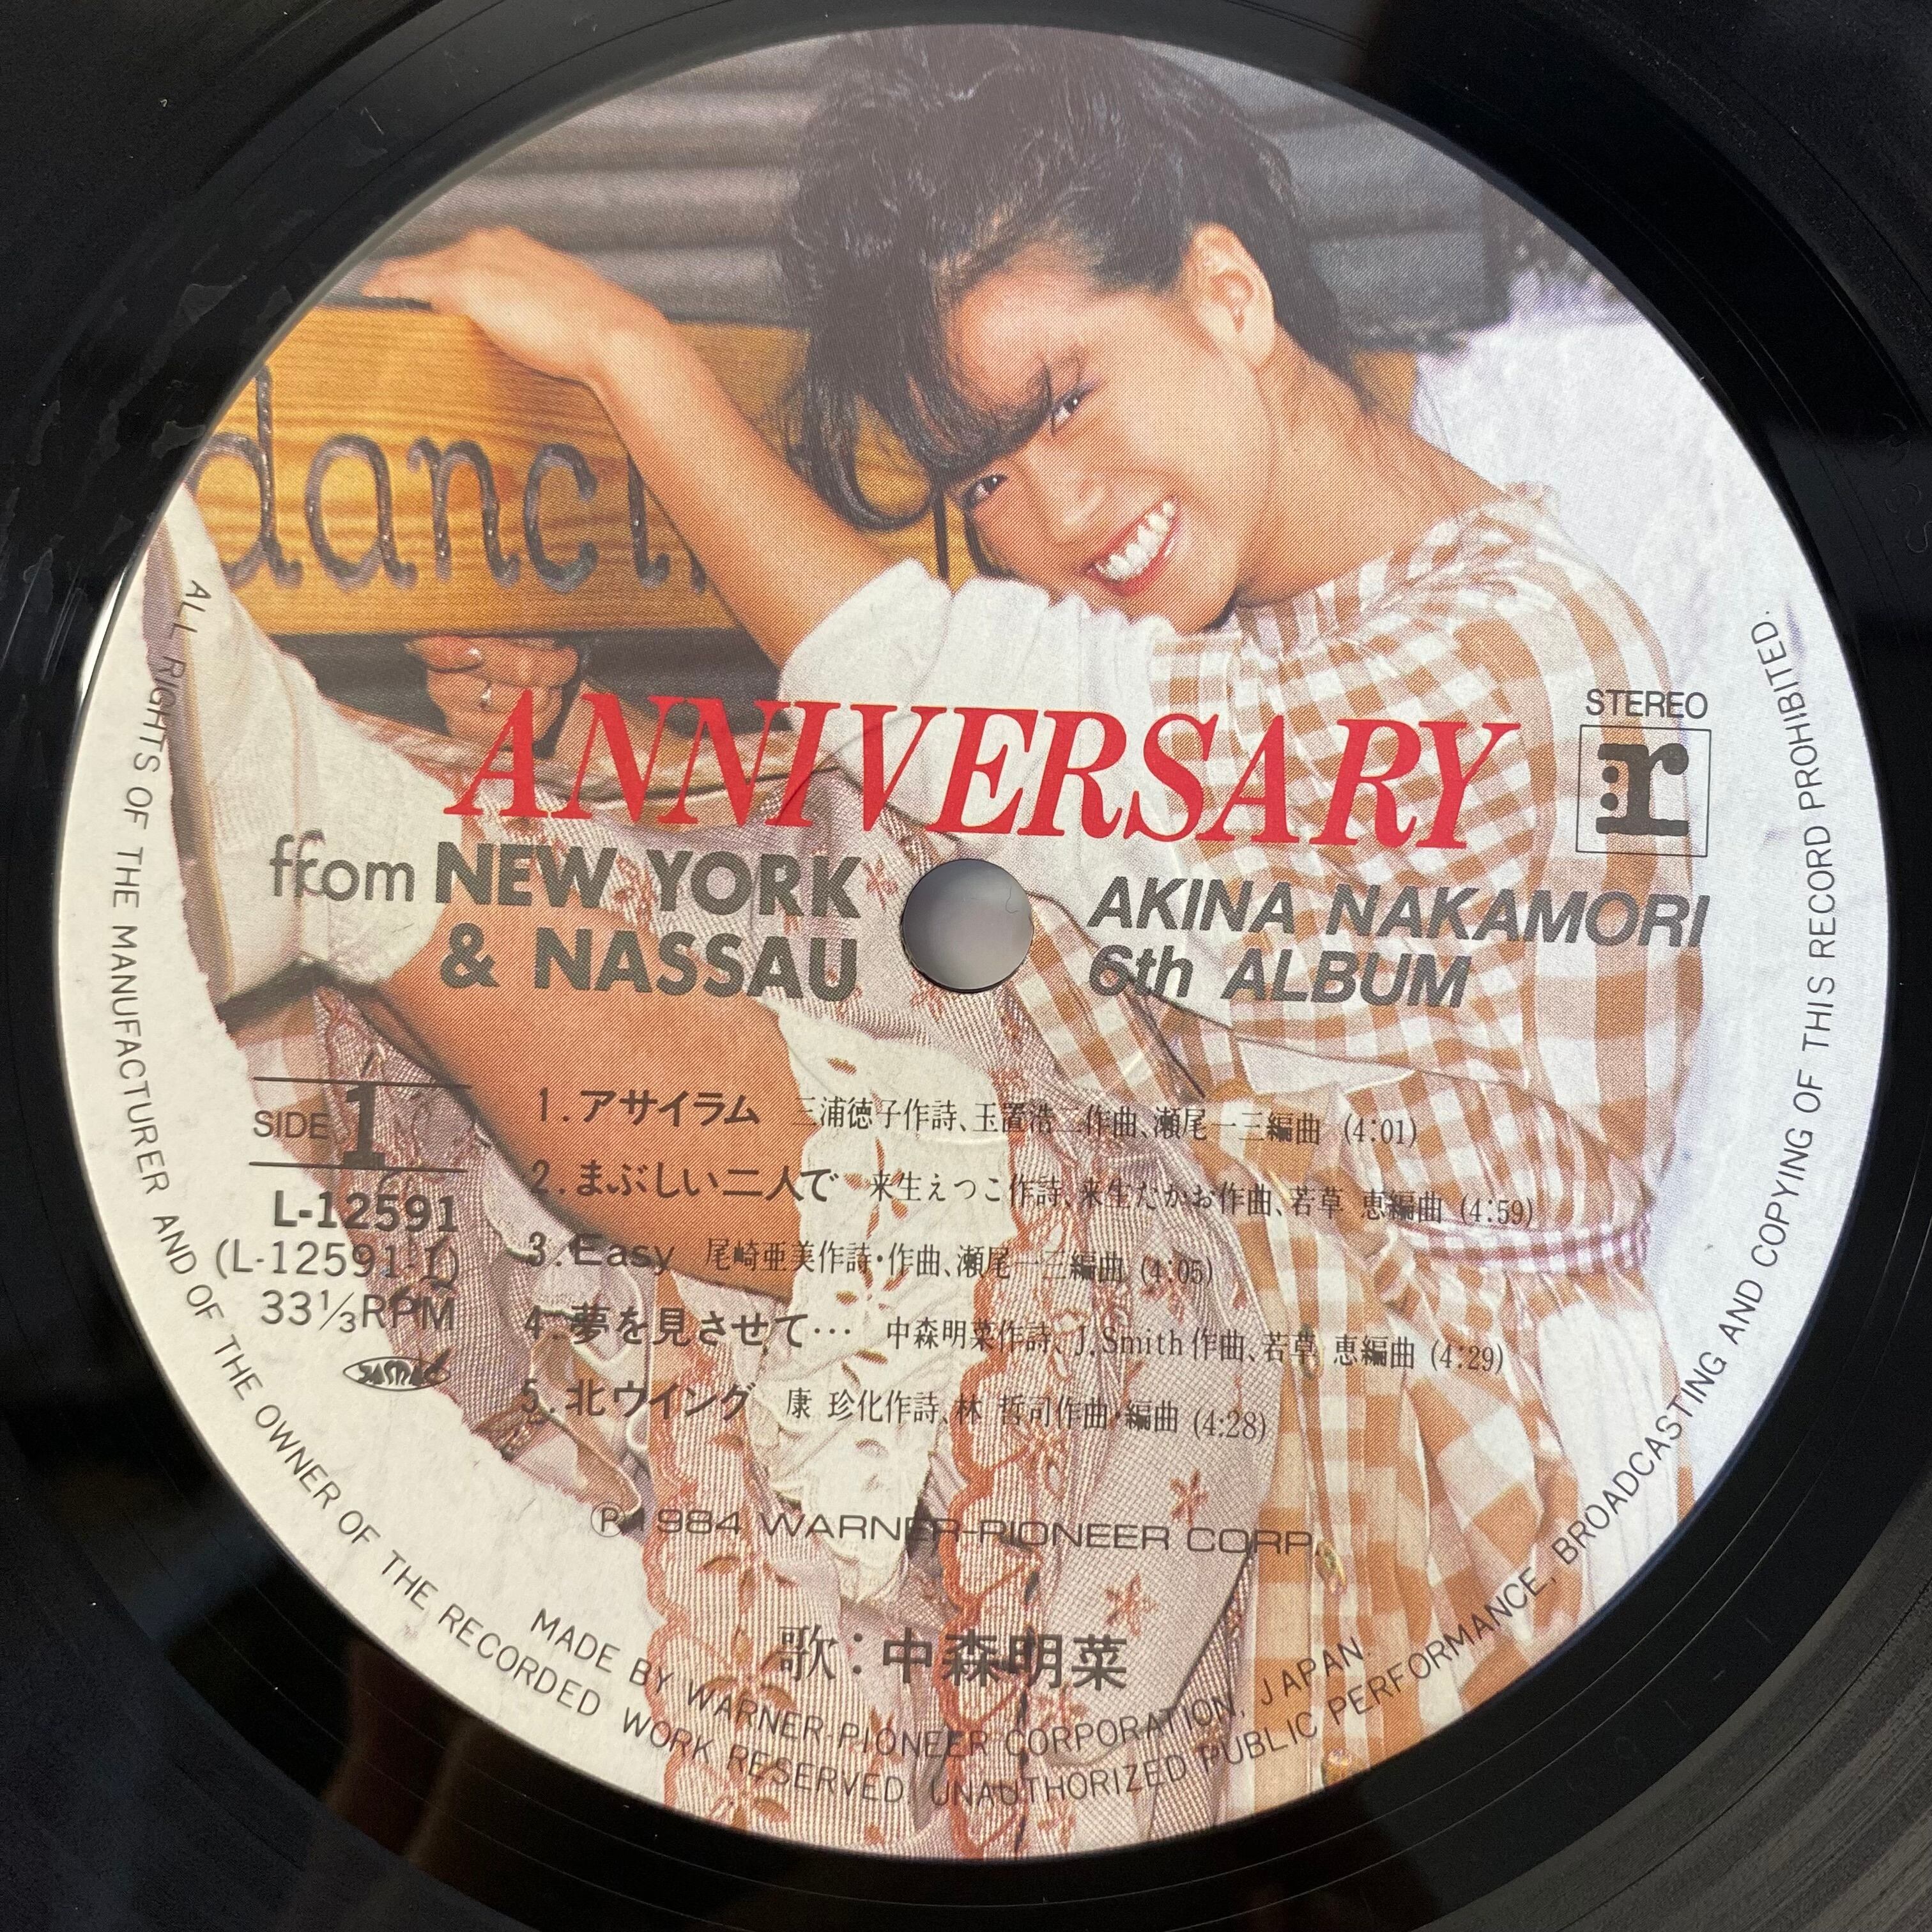 danci
ANNIVERSARY
STEREO
r
from NEW YORK
& NASSAU
AKINA NAKAMORI
6th ALBUM
SIDE 1
L-12591
(L-12591-1)
33 1/3 RPM
JASRAC
1. アサイラム 三浦徳子作詩、玉置浩二作曲、瀬尾一三編曲 (4:01)
2. まぶしい二人で 来生えつこ作詩、来生たかお作曲、若草 恵編曲 (4:59)
3. Easy 尾崎亜美作詩・作曲、瀬尾一三編曲 (4:05)
4. 夢を見させて… 中森明菜作詩、J.Smith作曲、若草 恵編曲 (4:29)
5. 北ウイング 康 珍化作詩、林 哲司作曲・編曲 (4:28)
Ⓟ 1984 WARNER-PIONEER CORP.
歌：中森明菜
MADE BY WARNER-PIONEER CORPORATION, JAPAN
ALL RIGHTS OF THE MANUFACTURER AND OF THE OWNER OF THE RECORDED WORK RESERVED. UNAUTHORIZED PUBLIC PERFORMANCE, BROADCASTING AND COPYING OF THIS RECORD PROHIBITED.